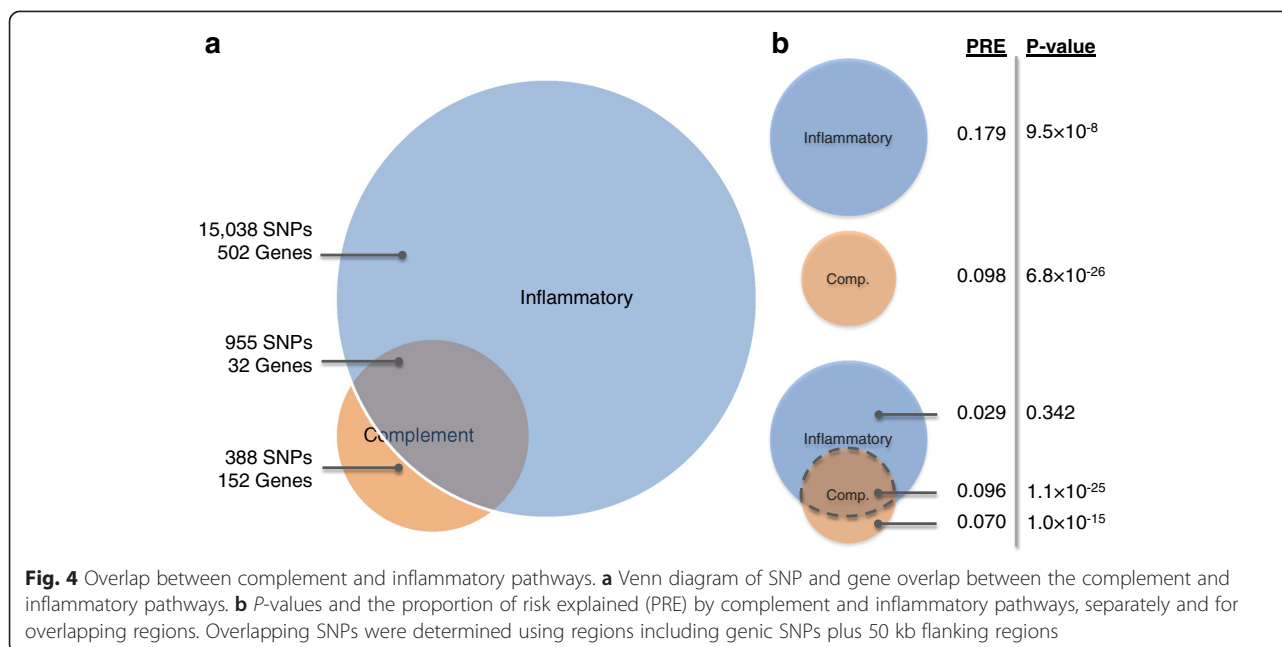 a
15,038 SNPs
502 Genes
Inflammatory
955 SNPs
32 Genes
Complement
388 SNPs
152 Genes
b
PRE P-value
Inflammatory 0.179 9.5×10⁻⁸
Comp. 0.098 6.8×10⁻²⁶
0.029 0.342
Inflammatory
Comp. 0.096 1.1×10⁻²⁵
0.070 1.0×10⁻¹⁵
Fig. 4 Overlap between complement and inflammatory pathways. a Venn diagram of SNP and gene overlap between the complement and
inflammatory pathways. b P-values and the proportion of risk explained (PRE) by complement and inflammatory pathways, separately and for
overlapping regions. Overlapping SNPs were determined using regions including genic SNPs plus 50 kb flanking regions